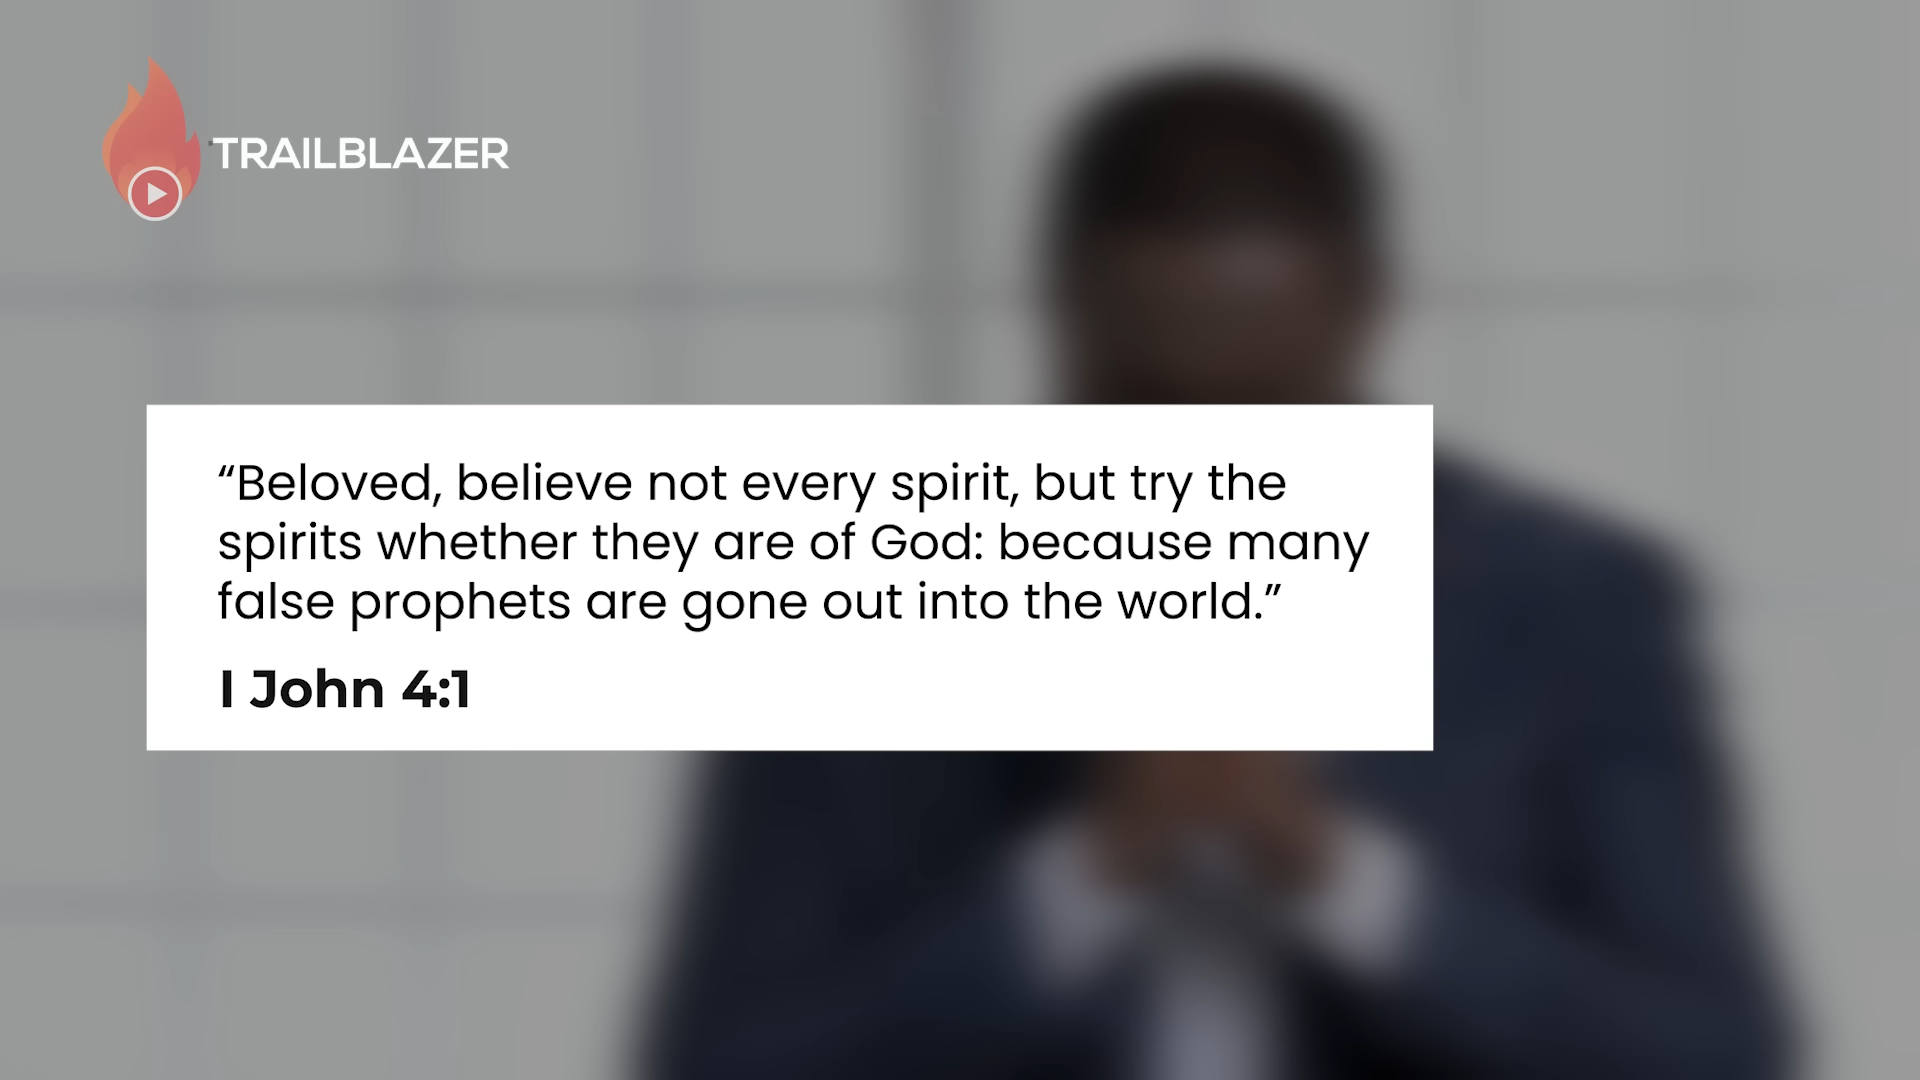 TRAILBLAZER
“Beloved, believe not every spirit, but try the
spirits whether they are of God: because many
false prophets are gone out into the world.”
I John 4:1